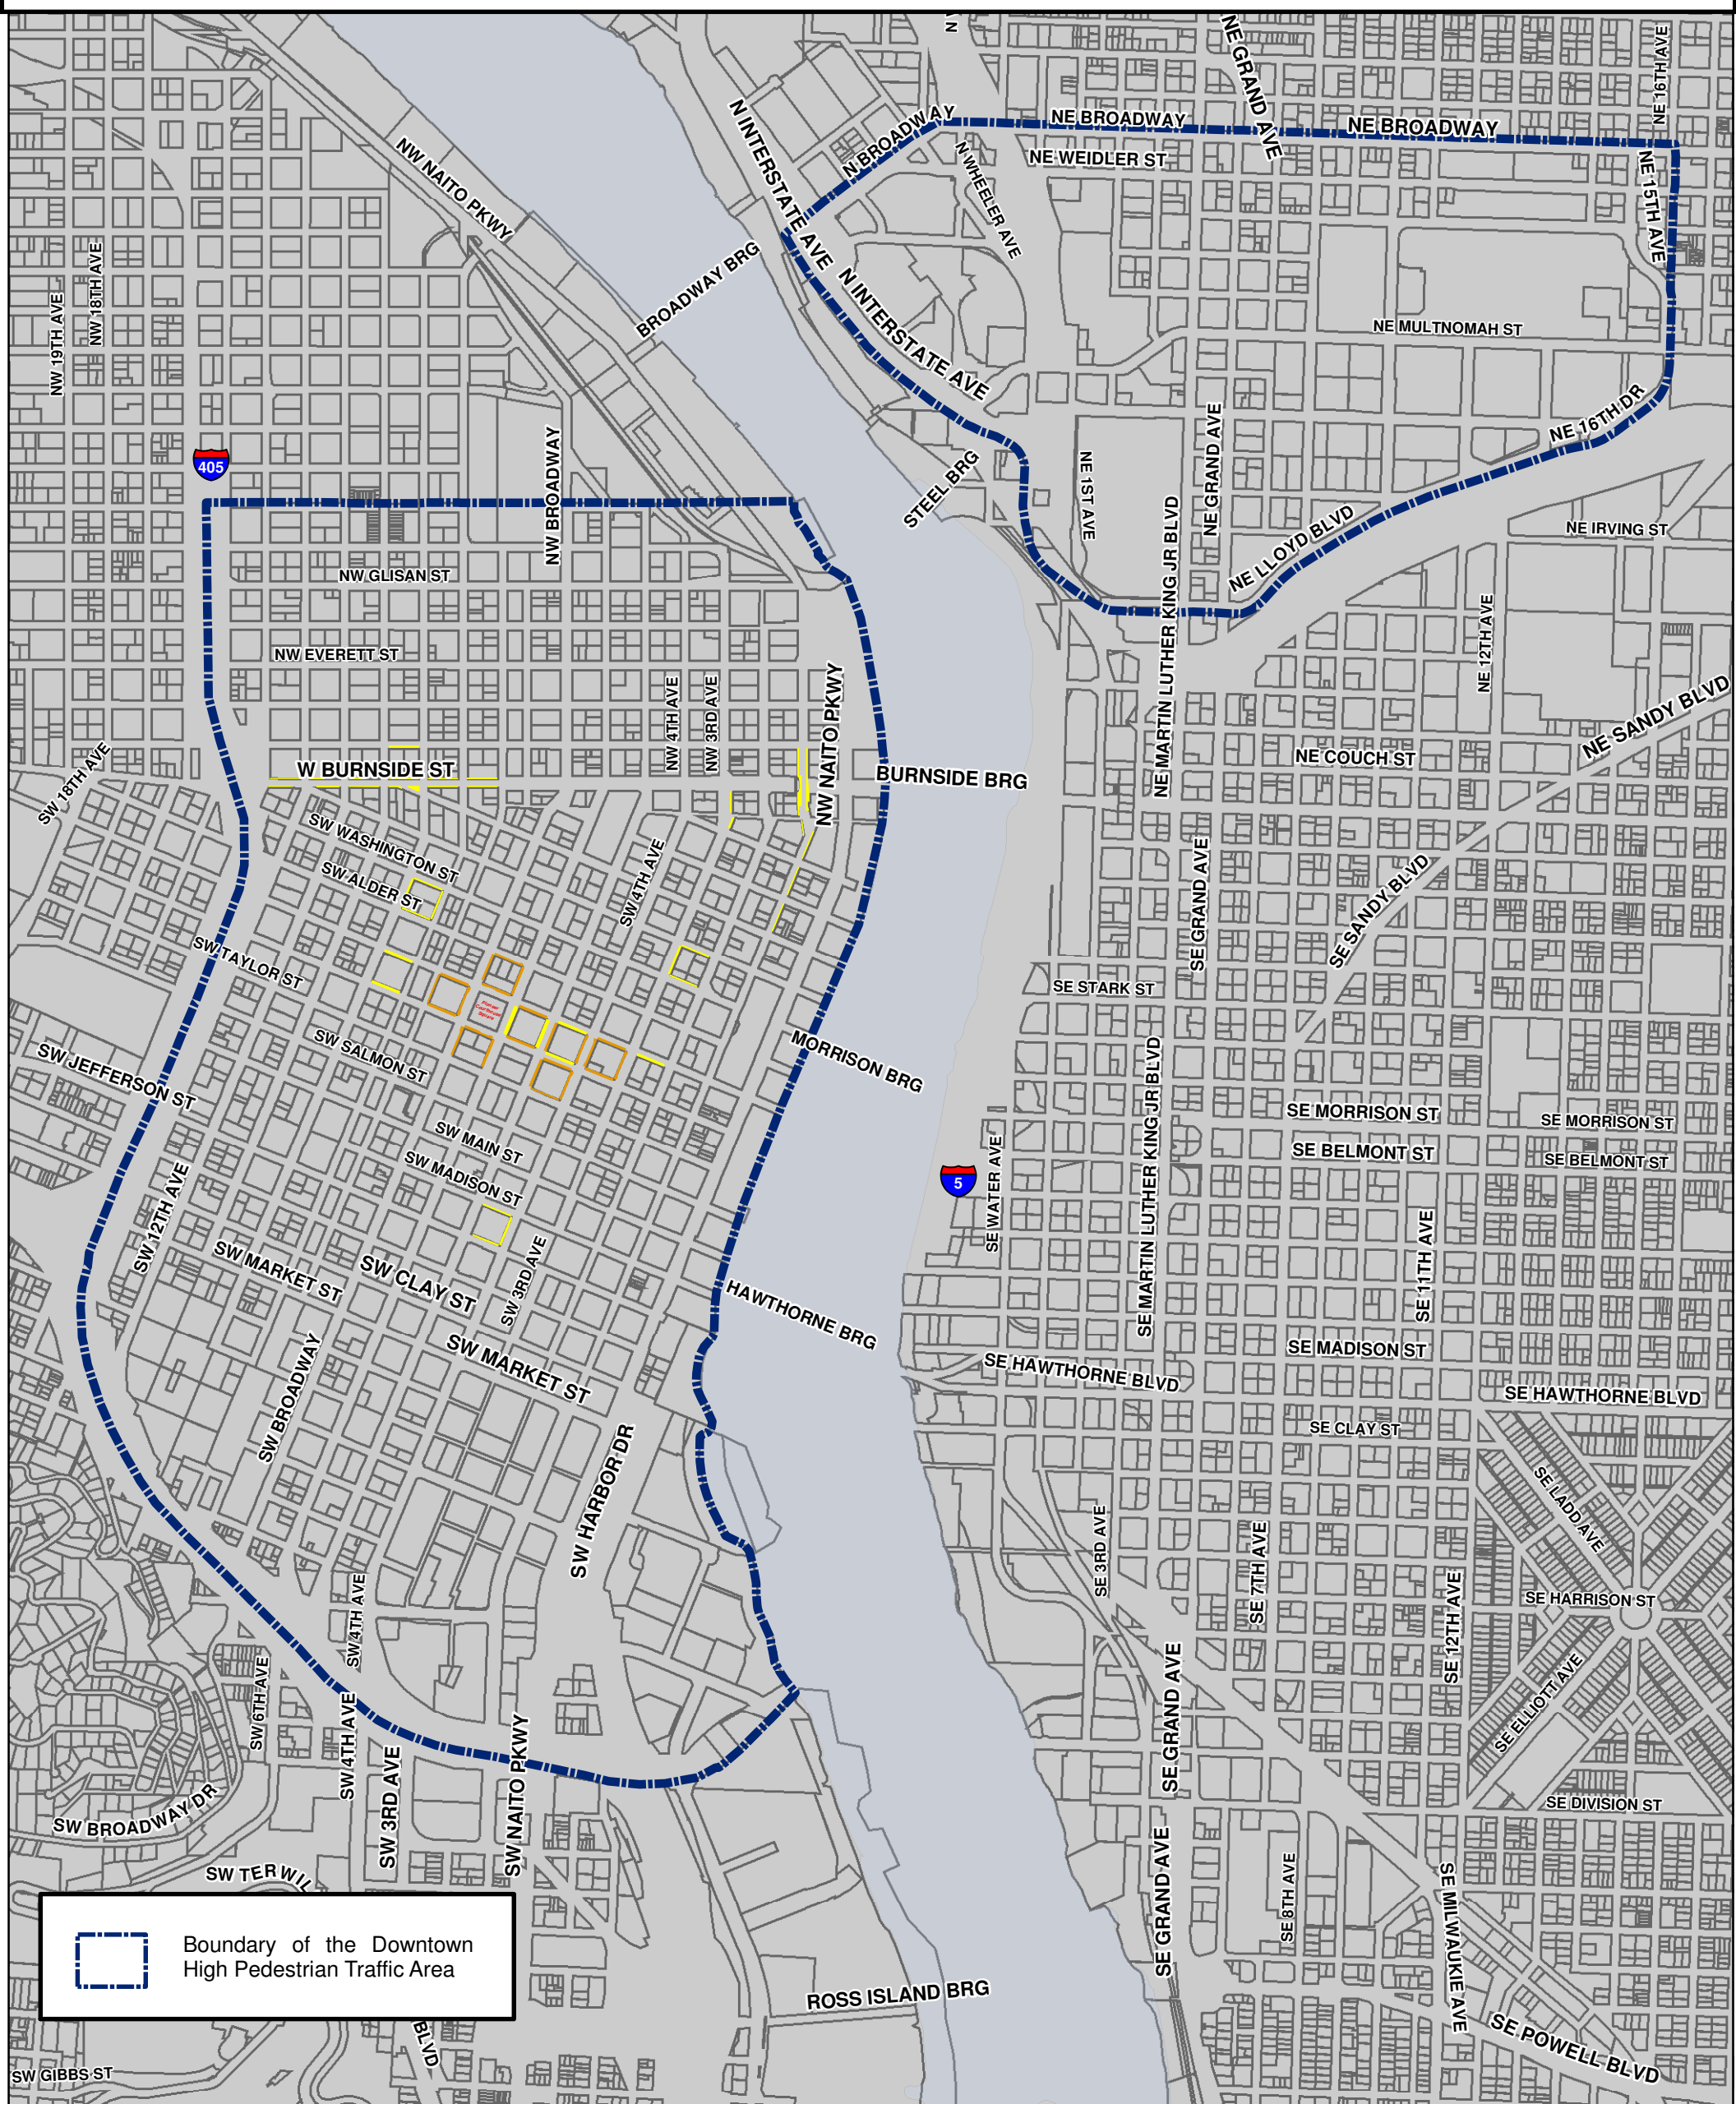 NE GRAND AVE
NE 16TH AVE
N BROADWAY
NE BROADWAY
NE BROADWAY
NE WEIDLER ST
N WHEELER AVE
N INTERSTATE AVE
NE 15TH AVE
NW NAITO PKWY
BROADWAY BRG
N INTERSTATE AVE
NW 19TH AVE
NW 18TH AVE
NE MULTNOMAH ST
NE 16TH DR
405
NW BROADWAY
STEEL BRG
NE 1ST AVE
NE GRAND AVE
NE LLOYD BLVD
NE IRVING ST
NW GLISAN ST
NW EVERETT ST
NE MARTIN LUTHER KING JR BLVD
NE 12TH AVE
NW 4TH AVE
NW 3RD AVE
NW NAITO PKWY
NE SANDY BLVD
SW 18TH AVE
W BURNSIDE ST
BURNSIDE BRG
NE COUCH ST
SW WASHINGTON ST
SW ALDER ST
SW 4TH AVE
SE GRAND AVE
SE SANDY BLVD
SW TAYLOR ST
Pioneer
Courthouse
Square
SE STARK ST
SW SALMON ST
MORRISON BRG
SW JEFFERSON ST
SE MARTIN LUTHER KING JR BLVD
SE MORRISON ST
SE MORRISON ST
SW MAIN ST
SW MADISON ST
SE BELMONT ST
SE BELMONT ST
5
SE WATER AVE
SW 12TH AVE
SE 11TH AVE
SW MARKET ST
SW CLAY ST
SW 3RD AVE
HAWTHORNE BRG
SW BROADWAY
SW MARKET ST
SE MADISON ST
SE HAWTHORNE BLVD
SE HAWTHORNE BLVD
SE CLAY ST
SW HARBOR DR
SE LADD AVE
SE 3RD AVE
SE 7TH AVE
SW 4TH AVE
SE 12TH AVE
SE HARRISON ST
SW 6TH AVE
SE GRAND AVE
SE ELLIOTT AVE
SW 4TH AVE
SW 3RD AVE
SW NAITO PKWY
SW BROADWAY DR
SE DIVISION ST
SE GRAND AVE
SE 8TH AVE
SE MILWAUKIE AVE
SW TERWIL
Boundary of the Downtown
High Pedestrian Traffic Area
ROSS ISLAND BRG
BLVD
SE POWELL BLVD
SW GIBBS ST